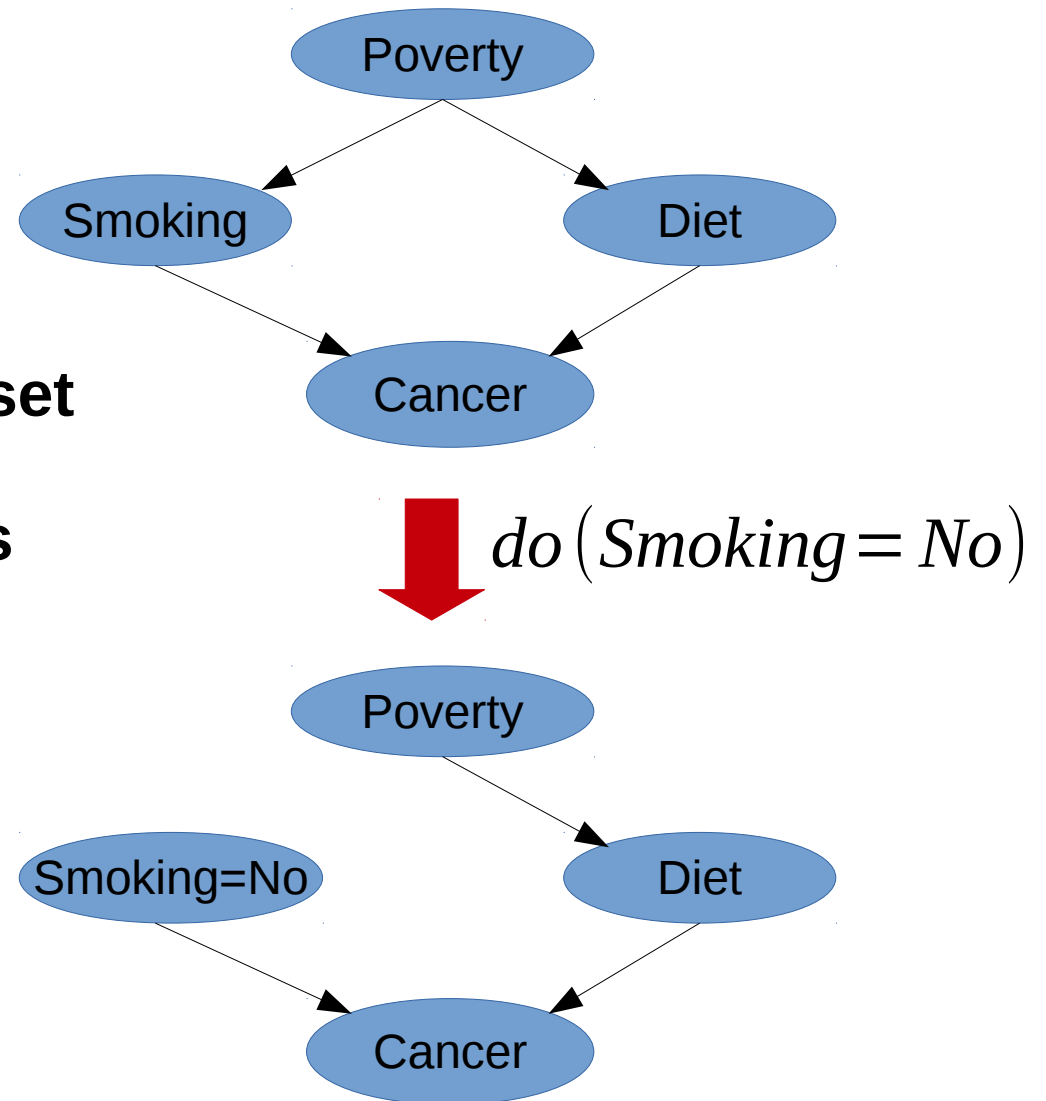 Poverty
Smoking
Diet
set
Cancer
s
do (Smoking= No)
Poverty
Smoking=No
Diet
Cancer